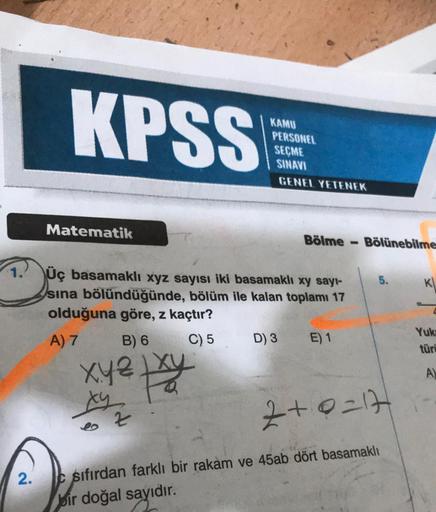 KPSS
KAMU
PERSONEL
SEÇME
SINAVI
GENEL YETENEK
Matematik
Bölme - Bölünebilme
1. Üç basamaklı xyz sayısı iki basamaklı xy sayı-
sına bölündüğünde, bölüm ile kalan toplamı 17
olduğuna göre, z kaçtır?
A) 7 B) 6 C) 5 D) 3 E) 1
xyz xy
xy
z
z+0=17
2. c sıfırdan farklı bir rakam ve 45ab dört basamaklı
bir doğal sayıdır.
5. K
Yuka
türi
A)